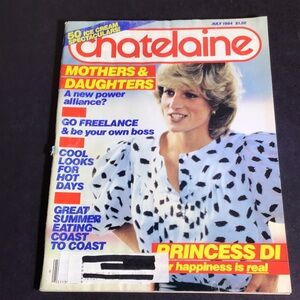 50 ICE CREAM
SPECTACULARS!
JULY 1984 $1.25
chatelaine
MOTHERS &
DAUGHTERS
A new power
alliance?
GO FREELANCE
& be your own boss
COOL
LOOKS
FOR
HOT
DAYS
GREAT
SUMMER
EATING
COAST
TO COAST
PRINCESS DI
happiness is real